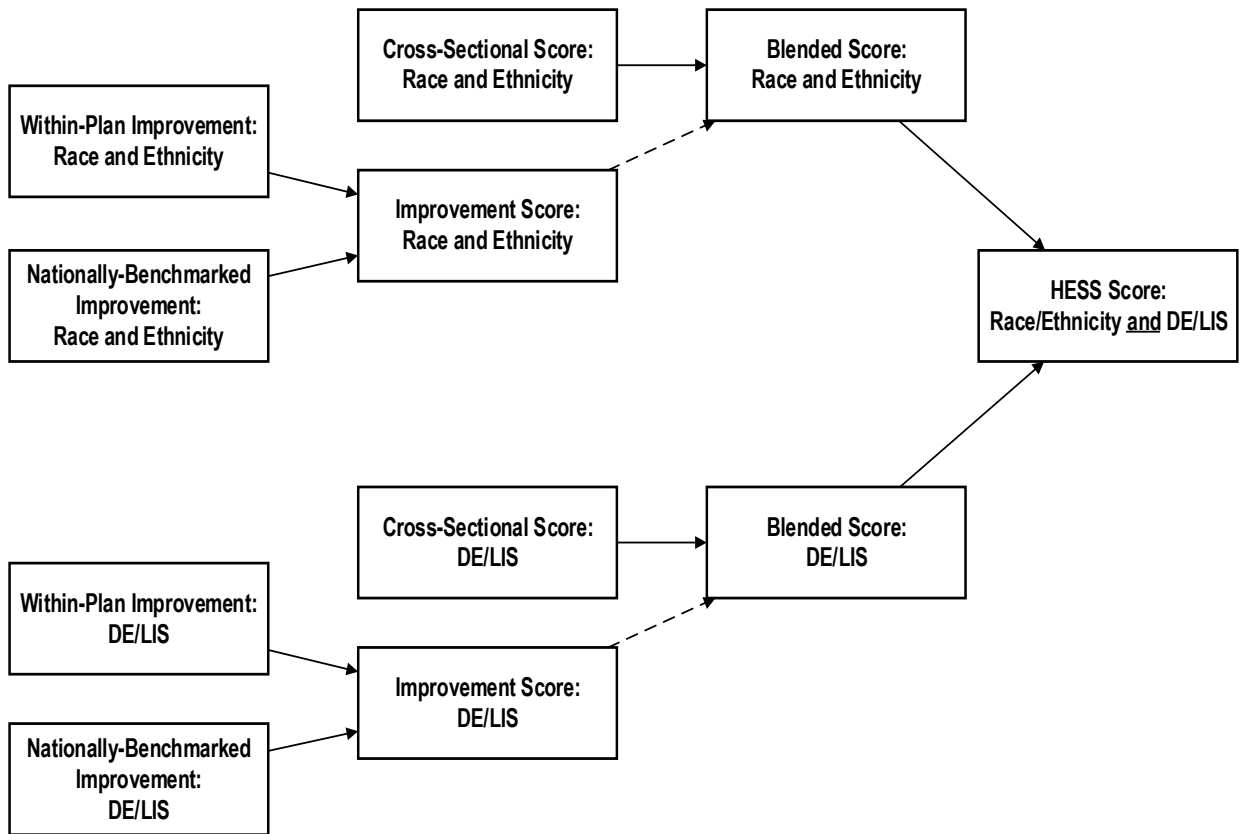 Cross-Sectional Score:
Race and Ethnicity
Blended Score:
Race and Ethnicity
Within-Plan Improvement:
Race and Ethnicity
Improvement Score:
Race and Ethnicity
Nationally-Benchmarked
Improvement:
Race and Ethnicity
HESS Score:
Race/Ethnicity and DE/LIS
Cross-Sectional Score:
DE/LIS
Blended Score:
DE/LIS
Within-Plan Improvement:
DE/LIS
Improvement Score:
DE/LIS
Nationally-Benchmarked
Improvement:
DE/LIS